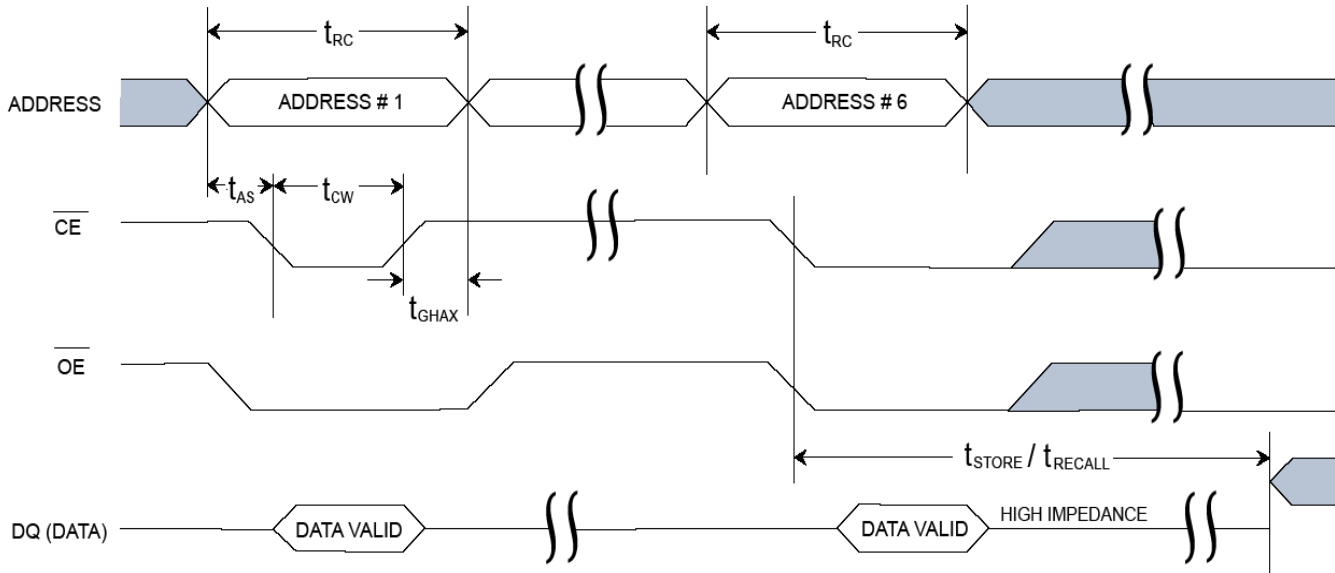 tRC
tRC
ADDRESS
ADDRESS # 1
ADDRESS # 6
tAS
tCW
CE
tGHAX
OE
tSTORE / tRECALL
DQ (DATA)
DATA VALID
DATA VALID
HIGH IMPEDANCE